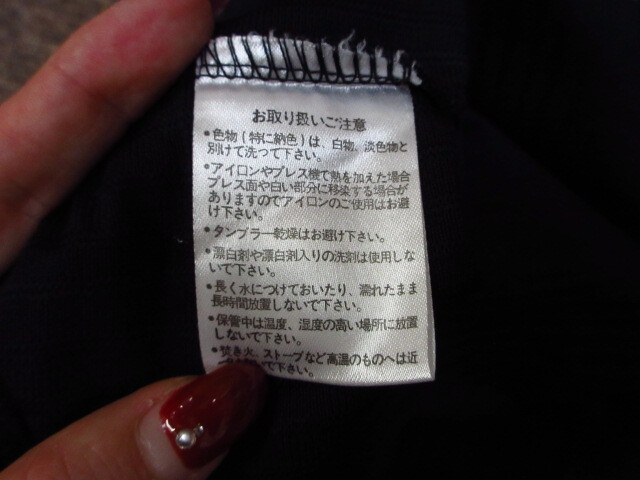 お取り扱いご注意
•色物(特に納色)は、白物、淡色物と
別けて洗って下さい。
•アイロンやプレス機で熱を加えた場合
プレス面や白い部分に移染する場合が
ありますのでアイロンのご使用はお避
け下さい。
•タンブラー乾燥はお避け下さい。
•漂白剤や漂白剤入りの洗剤は使用しな
いで下さい。
•長く水につけておいたり、濡れたまま
長時間放置しないで下さい。
•保管中は温度、湿度の高い場所に放置
しないで下さい。
•焚き火、ストーブなど高温のものへは近
いで下さい。